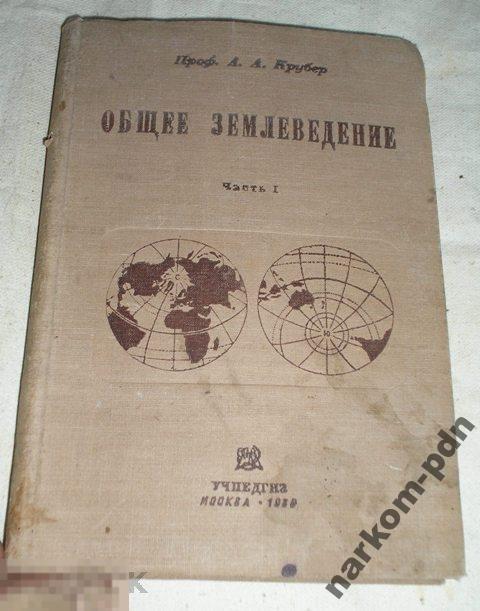 Проф. А. А. Крубер
ОБЩЕЕ ЗЕМЛЕВЕДЕНИЕ
Часть I
С
Ю
УЧПЕДГИЗ
МОСКВА • 1938
narkom-pdn